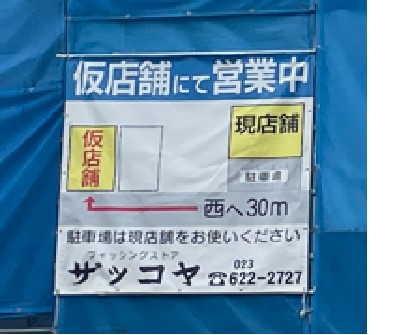 仮店舗にて営業中
現店舗
仮店舗
駐車場
西へ30m
駐車場は現店舗をお使いください
フィッシングストア
ザッコヤ
023
☎622-2727